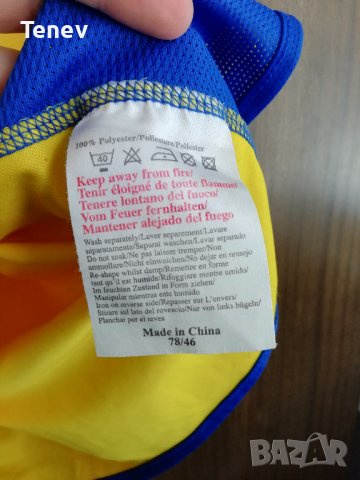 Tenev
100% Polyester/Poliestere/Poliester
40
Keep away from fire/
Tenir éloigné de toute flamme/
Tenere lontano del fuoco/
Vom Feuer fernhalten/
Mantener alejado del fuego
Wash separately/Laver separement/Lavare
separatamente/Separat waschen/Lavar separado
Do not soak/Ne pas laisser tremper/Non
ammollare/Nicht einweichen/No dejar en remojo
Re-shape whilst damp/Remettre en forme
tant qu'il est humide/Rifoggiare mentre umido/
im feuchten Zustand in Form ziehen/
Manipular mientras este humido
Iron on reverse side/Repasser sur L'envers/
Stirare sul lato del rovescio/Nur von links bügeln/
Planchar por el reves
Made in China
78/46
BAZAR